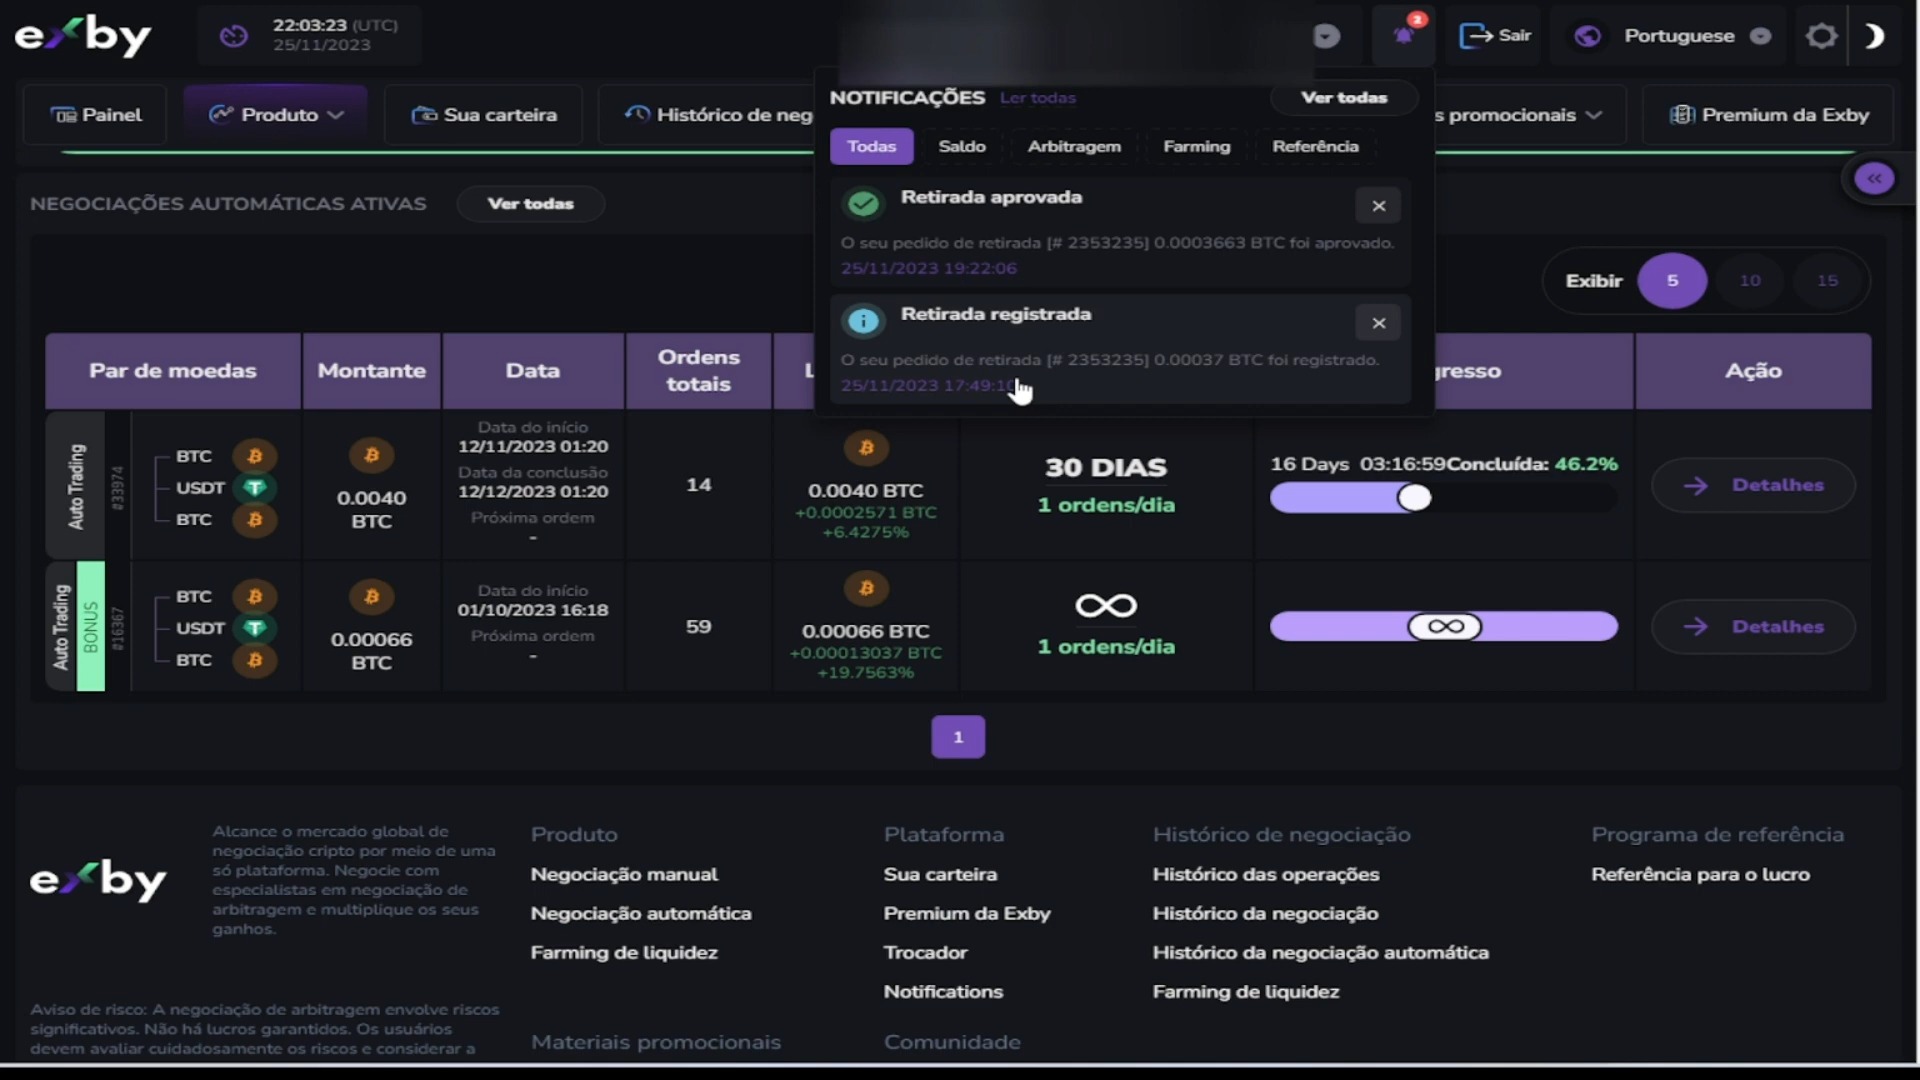 exby
22:03:23 (UTC)
25/11/2023
2
Sair
Portuguese
Painel
Produto
Sua carteira
Histórico de neg
s promocionais
Premium da Exby
NOTIFICAÇÕES Ler todas
Ver todas
Todas
Saldo
Arbitragem
Farming
Referência
Retirada aprovada
O seu pedido de retirada [# 2353235] 0.0003663 BTC foi aprovado.
25/11/2023 19:22:06
Retirada registrada
O seu pedido de retirada [# 2353235] 0.00037 BTC foi registrado.
25/11/2023 17:49:1
NEGOCIAÇÕES AUTOMÁTICAS ATIVAS
Ver todas
Exibir 5 10 15
Par de moedas
Montante
Data
Ordens
totais
L
gresso
Ação
Auto Trading
#33974
BTC
USDT
BTC
0.0040
BTC
Data do início
12/11/2023 01:20
Data da conclusão
12/12/2023 01:20
Próxima ordem
-
14
0.0040 BTC
+0.0002571 BTC
+6.4275%
30 DIAS
1 ordens/dia
16 Days 03:16:59Concluída: 46.2%
Detalhes
Auto Trading
BONUS
#16367
BTC
USDT
BTC
0.00066
BTC
Data do início
01/10/2023 16:18
Próxima ordem
-
59
0.00066 BTC
+0.00013037 BTC
+19.7563%
∞
1 ordens/dia
∞
Detalhes
1
exby
Alcance o mercado global de
negociação cripto por meio de uma
só plataforma. Negocie com
especialistas em negociação de
arbitragem e multiplique os seus
ganhos.
Aviso de risco: A negociação de arbitragem envolve riscos
significativos. Não há lucros garantidos. Os usuários
devem avaliar cuidadosamente os riscos e considerar a
Produto
Negociação manual
Negociação automática
Farming de liquidez
Materiais promocionais
Plataforma
Sua carteira
Premium da Exby
Trocador
Notifications
Comunidade
Histórico de negociação
Histórico das operações
Histórico da negociação
Histórico da negociação automática
Farming de liquidez
Programa de referência
Referência para o lucro